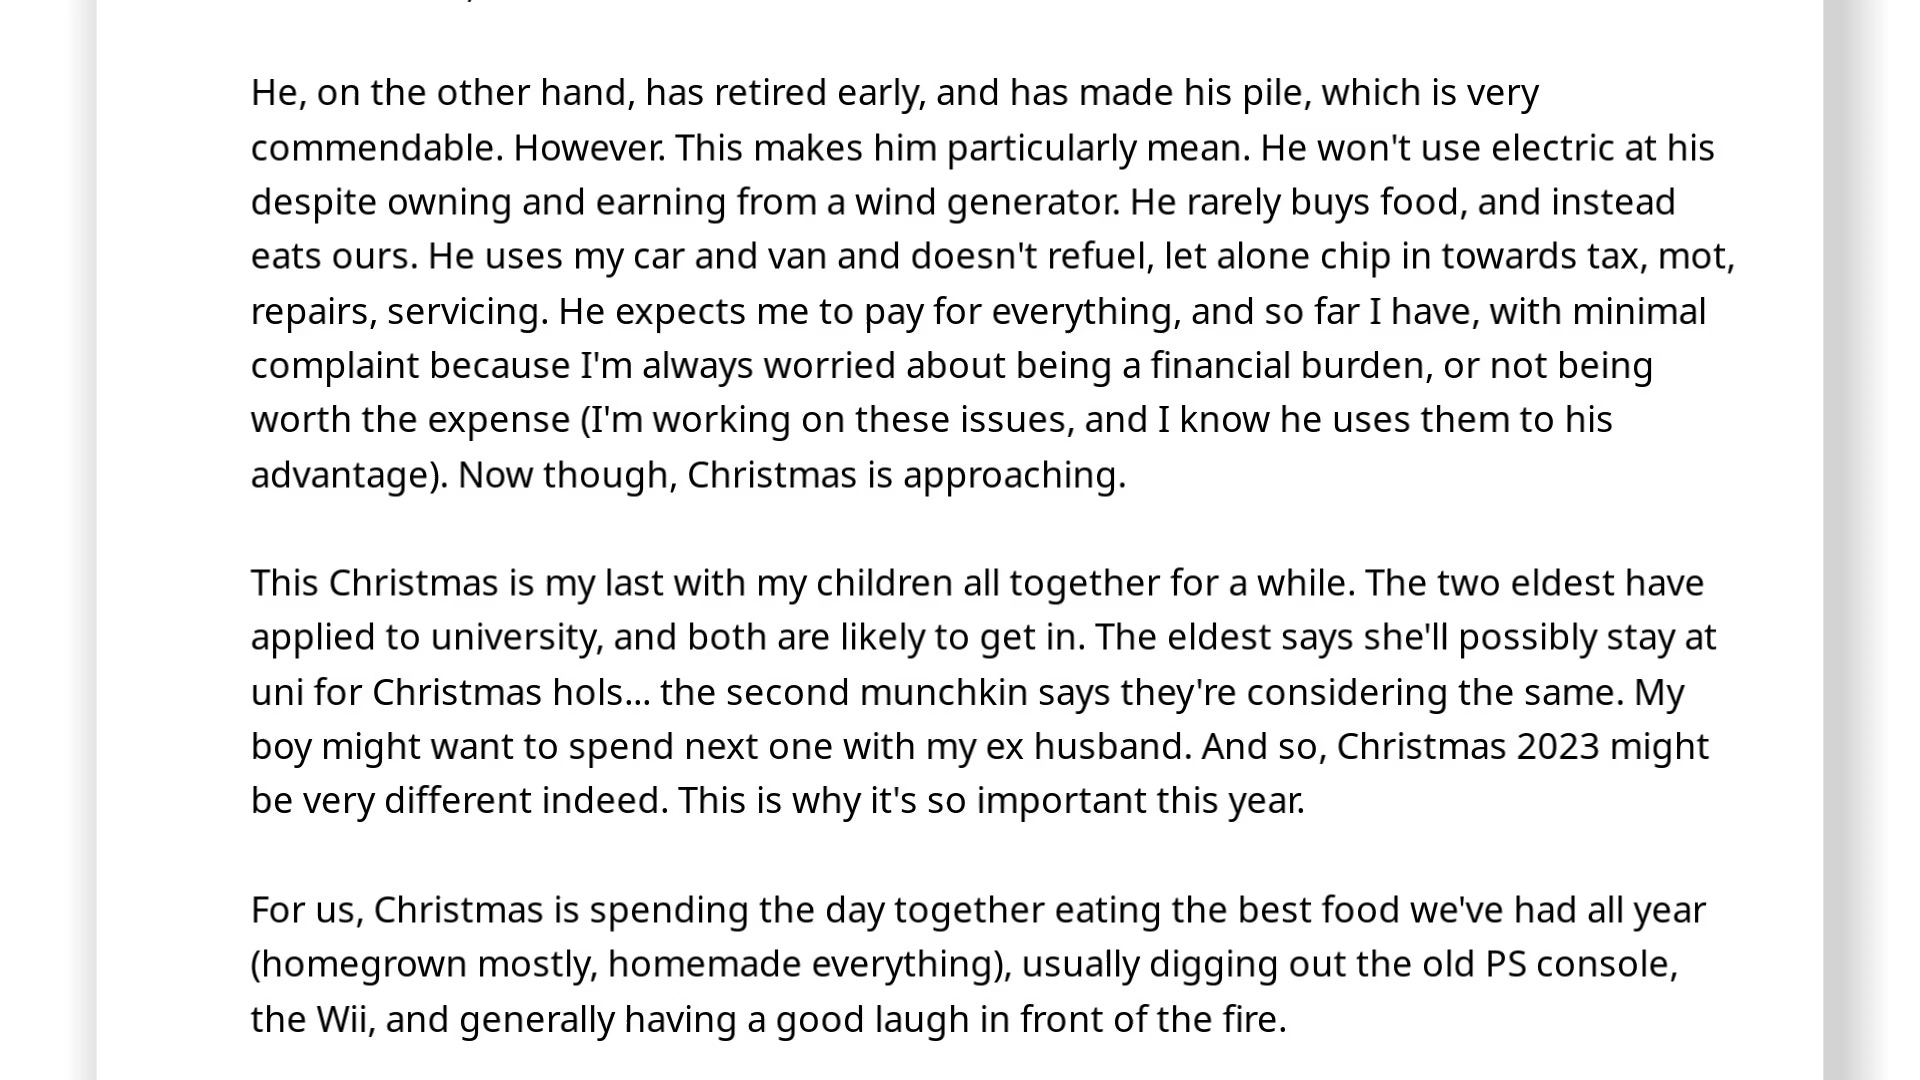 He, on the other hand, has retired early, and has made his pile, which is very
commendable. However. This makes him particularly mean. He won't use electric at his
despite owning and earning from a wind generator. He rarely buys food, and instead
eats ours. He uses my car and van and doesn't refuel, let alone chip in towards tax, mot,
repairs, servicing. He expects me to pay for everything, and so far I have, with minimal
complaint because I'm always worried about being a financial burden, or not being
worth the expense (I'm working on these issues, and I know he uses them to his
advantage). Now though, Christmas is approaching.
This Christmas is my last with my children all together for a while. The two eldest have
applied to university, and both are likely to get in. The eldest says she'll possibly stay at
uni for Christmas hols... the second munchkin says they're considering the same. My
boy might want to spend next one with my ex husband. And so, Christmas 2023 might
be very different indeed. This is why it's so important this year.
For us, Christmas is spending the day together eating the best food we've had all year
(homegrown mostly, homemade everything), usually digging out the old PS console,
the Wii, and generally having a good laugh in front of the fire.